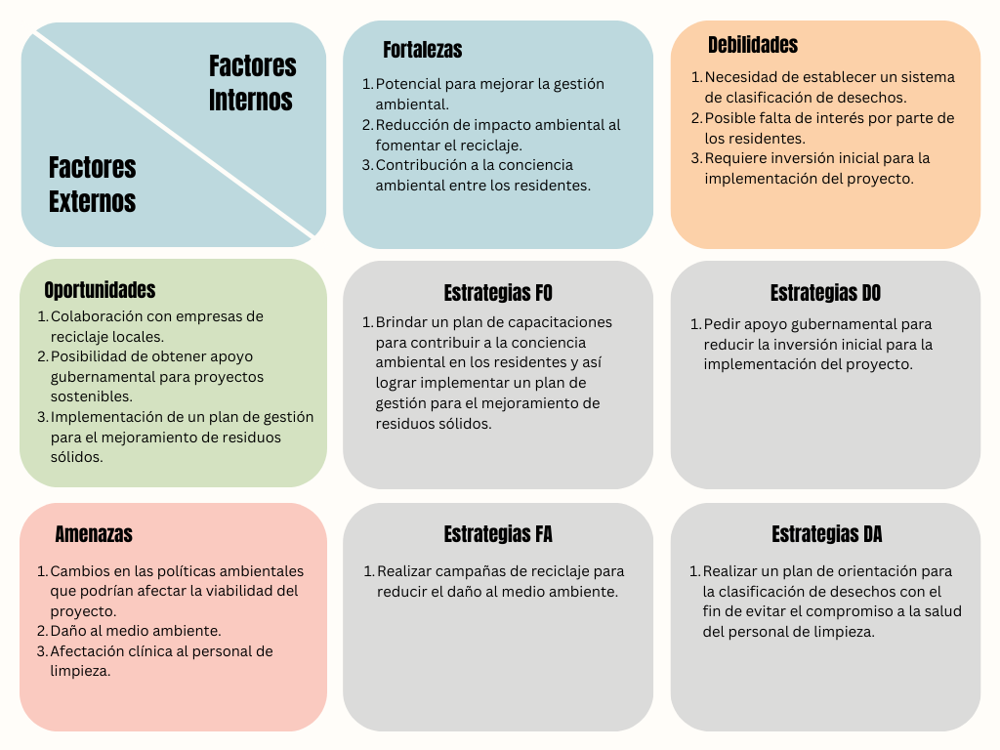 Factores
Internos
Factores
Externos
Fortalezas
1. Potencial para mejorar la gestión
ambiental.
2. Reducción de impacto ambiental al
fomentar el reciclaje.
3. Contribución a la conciencia
ambiental entre los residentes.
Debilidades
1. Necesidad de establecer un sistema
de clasificación de desechos.
2. Posible falta de interés por parte de
los residentes.
3. Requiere inversión inicial para la
implementación del proyecto.
Oportunidades
1. Colaboración con empresas de
reciclaje locales.
2. Posibilidad de obtener apoyo
gubernamental para proyectos
sostenibles.
3. Implementación de un plan de gestión
para el mejoramiento de residuos
sólidos.
Estrategias FO
1. Brindar un plan de capacitaciones
para contribuir a la conciencia
ambiental en los residentes y así
lograr implementar un plan de
gestión para el mejoramiento de
residuos sólidos.
Estrategias DO
1. Pedir apoyo gubernamental para
reducir la inversión inicial para la
implementación del proyecto.
Amenazas
1. Cambios en las políticas ambientales
que podrían afectar la viabilidad del
proyecto.
2. Daño al medio ambiente.
3. Afectación clínica al personal de
limpieza.
Estrategias FA
1. Realizar campañas de reciclaje para
reducir el daño al medio ambiente.
Estrategias DA
1. Realizar un plan de orientación para
la clasificación de desechos con el
fin de evitar el compromiso a la salud
del personal de limpieza.